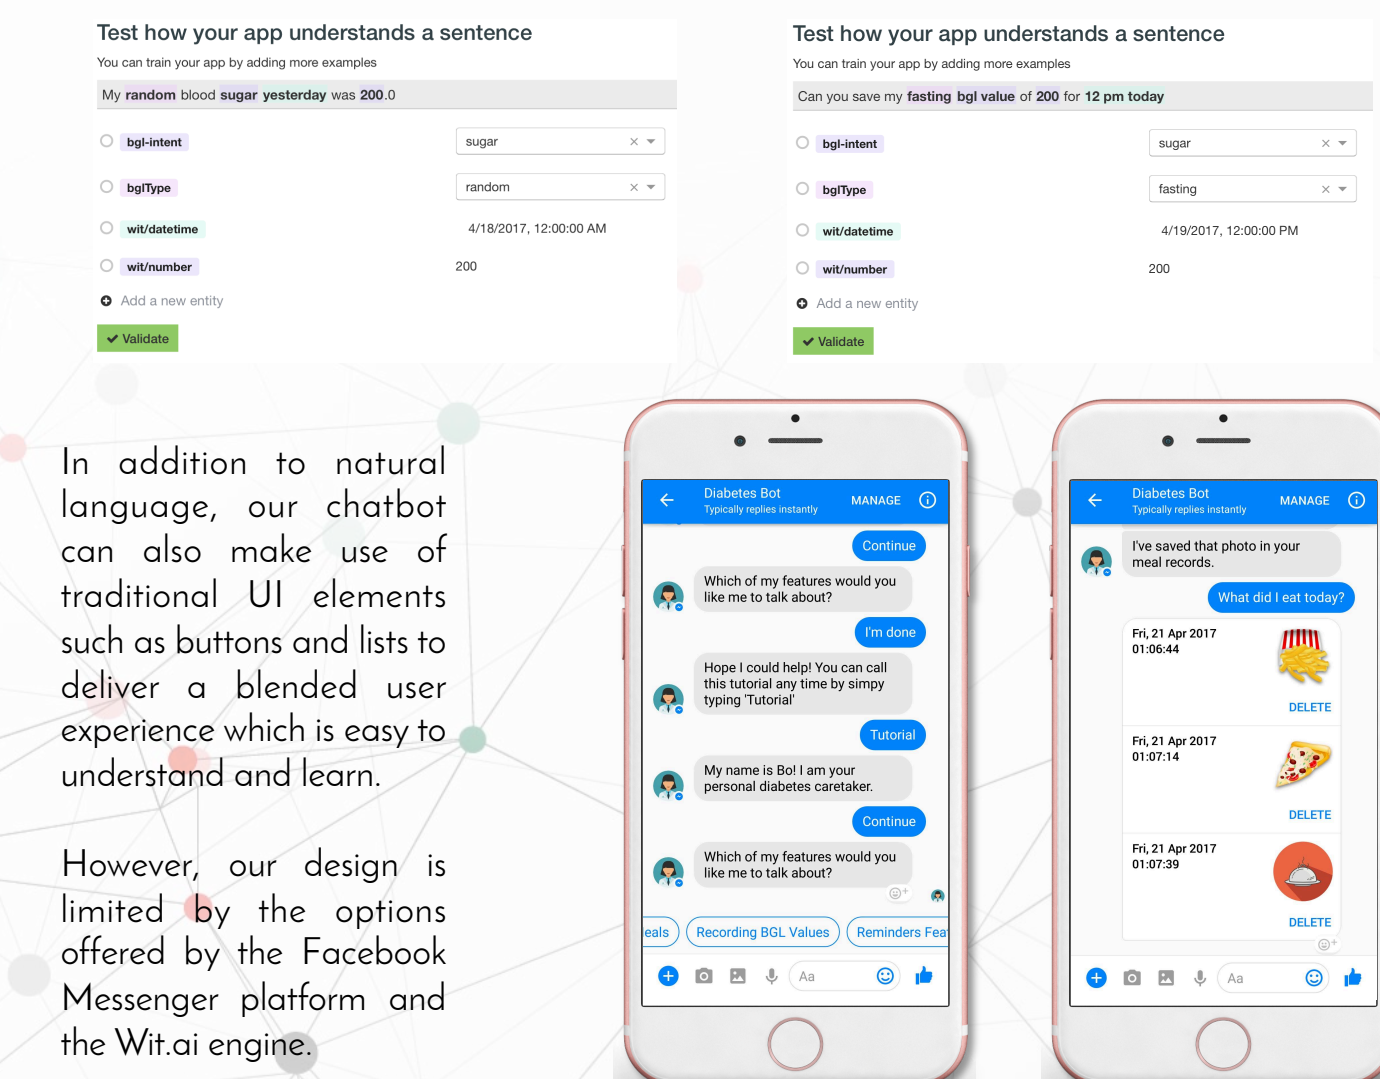 Test how your app understands a sentence
You can train your app by adding more examples
My random blood sugar yesterday was 200.0
bgl-intent
sugar
bglType
random
wit/datetime
4/18/2017, 12:00:00 AM
wit/number
200
Add a new entity
Validate
Test how your app understands a sentence
You can train your app by adding more examples
Can you save my fasting bgl value of 200 for 12 pm today
bgl-intent
sugar
bglType
fasting
wit/datetime
4/19/2017, 12:00:00 PM
wit/number
200
Add a new entity
Validate
In addition to natural
language, our chatbot
can also make use of
traditional UI elements
such as buttons and lists to
deliver a blended user
experience which is easy to
understand and learn.
However, our design is
limited by the options
offered by the Facebook
Messenger platform and
the Wit.ai engine.
Diabetes Bot
Typically replies instantly
MANAGE
Continue
Which of my features would you
like me to talk about?
I'm done
Hope I could help! You can call
this tutorial any time by simpy
typing 'Tutorial'
Tutorial
My name is Bo! I am your
personal diabetes caretaker.
Continue
Which of my features would you
like me to talk about?
eals
Recording BGL Values
Reminders Fea
Aa
Diabetes Bot
Typically replies instantly
MANAGE
I've saved that photo in your
meal records.
What did I eat today?
Fri, 21 Apr 2017
01:06:44
DELETE
Fri, 21 Apr 2017
01:07:14
DELETE
Fri, 21 Apr 2017
01:07:39
DELETE
Aa